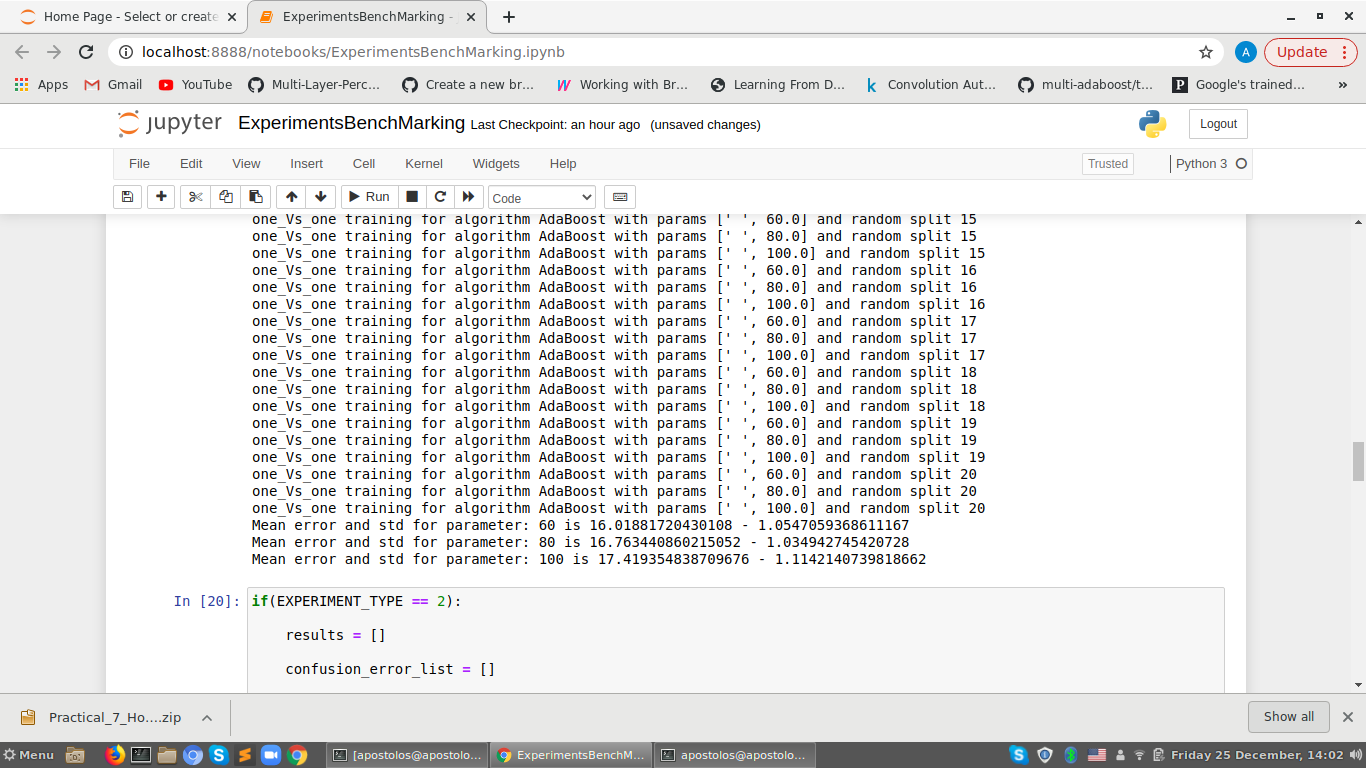 Home Page - Select or create
ExperimentsBenchMarking -
localhost:8888/notebooks/ExperimentsBenchMarking.ipynb
A
Update
Apps
Gmail
YouTube
Multi-Layer-Perc...
Create a new br...
Working with Br...
Learning From D...
Convolution Aut...
multi-adaboost/t...
Google's trained...
»
jupyter
ExperimentsBenchMarking Last Checkpoint: an hour ago (unsaved changes)
Logout
File Edit View Insert Cell Kernel Widgets Help
Trusted
Python 3
Run
Code
one_Vs_one training for algorithm AdaBoost with params [' ', 60.0] and random split 15
one_Vs_one training for algorithm AdaBoost with params [' ', 80.0] and random split 15
one_Vs_one training for algorithm AdaBoost with params [' ', 100.0] and random split 15
one_Vs_one training for algorithm AdaBoost with params [' ', 60.0] and random split 16
one_Vs_one training for algorithm AdaBoost with params [' ', 80.0] and random split 16
one_Vs_one training for algorithm AdaBoost with params [' ', 100.0] and random split 16
one_Vs_one training for algorithm AdaBoost with params [' ', 60.0] and random split 17
one_Vs_one training for algorithm AdaBoost with params [' ', 80.0] and random split 17
one_Vs_one training for algorithm AdaBoost with params [' ', 100.0] and random split 17
one_Vs_one training for algorithm AdaBoost with params [' ', 60.0] and random split 18
one_Vs_one training for algorithm AdaBoost with params [' ', 80.0] and random split 18
one_Vs_one training for algorithm AdaBoost with params [' ', 100.0] and random split 18
one_Vs_one training for algorithm AdaBoost with params [' ', 60.0] and random split 19
one_Vs_one training for algorithm AdaBoost with params [' ', 80.0] and random split 19
one_Vs_one training for algorithm AdaBoost with params [' ', 100.0] and random split 19
one_Vs_one training for algorithm AdaBoost with params [' ', 60.0] and random split 20
one_Vs_one training for algorithm AdaBoost with params [' ', 80.0] and random split 20
one_Vs_one training for algorithm AdaBoost with params [' ', 100.0] and random split 20
Mean error and std for parameter: 60 is 16.01881720430108 - 1.0547059368611167
Mean error and std for parameter: 80 is 16.763440860215052 - 1.034942745420728
Mean error and std for parameter: 100 is 17.419354838709676 - 1.1142140739818662
In [20]:
if(EXPERIMENT_TYPE == 2):
results = []
confusion_error_list = []
Practical_7_Ho....zip
Show all
Menu
[apostolos@apostolo...
ExperimentsBenchM...
apostolos@apostolo...
Friday 25 December, 14:02